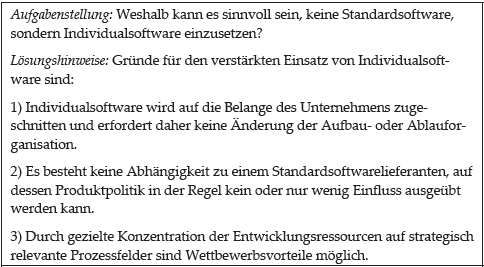 Aufgabenstellung: Weshalb kann es sinnvoll sein, keine Standardsoftware,
sondern Individualsoftware einzusetzen?
Lösungshinweise: Gründe für den verstärkten Einsatz von Individualsoft-
ware sind:
1) Individualsoftware wird auf die Belange des Unternehmens zuge-
schnitten und erfordert daher keine Änderung der Aufbau- oder Ablaufor-
ganisation.
2) Es besteht keine Abhängigkeit zu einem Standardsoftwarelieferanten, auf
dessen Produktpolitik in der Regel kein oder nur wenig Einfluss ausgeübt
werden kann.
3) Durch gezielte Konzentration der Entwicklungsressourcen auf strategisch
relevante Prozessfelder sind Wettbewerbsvorteile möglich.